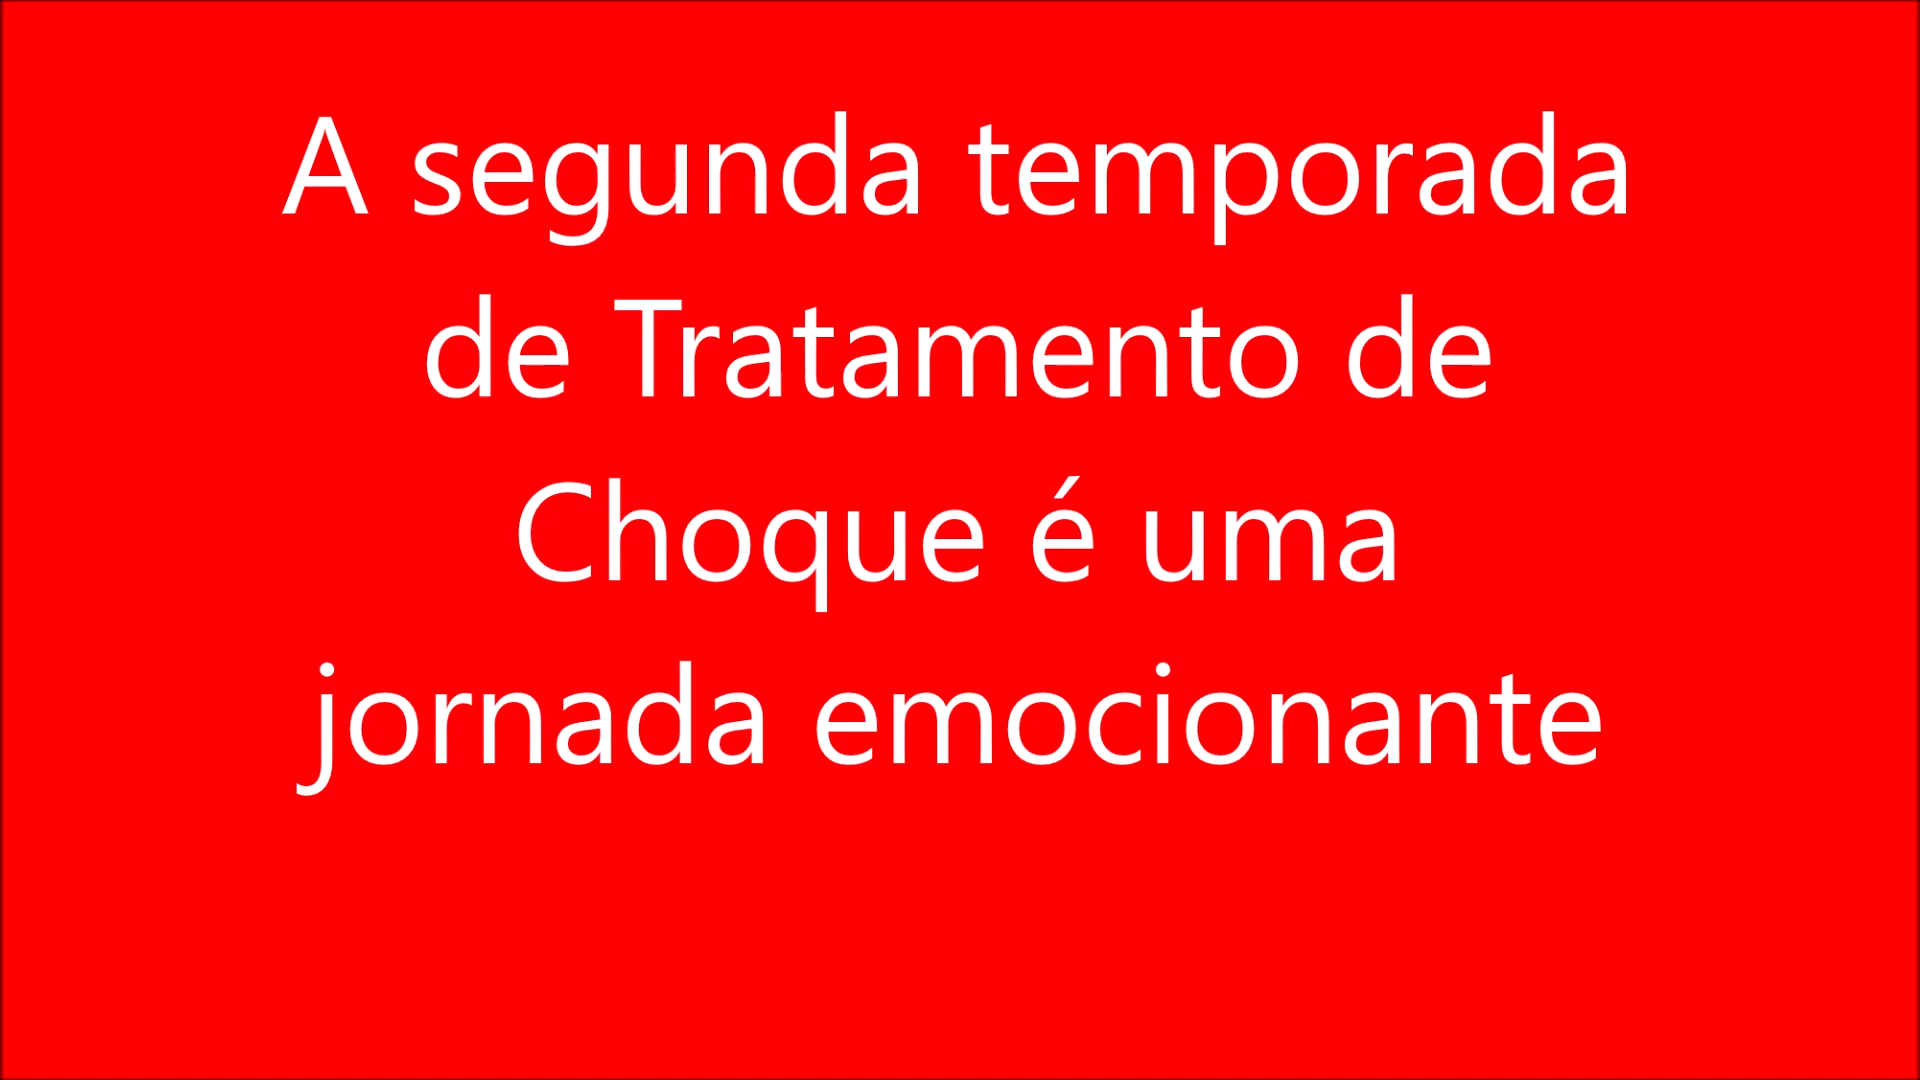 A segunda temporada
de Tratamento de
Choque é uma
jornada emocionante